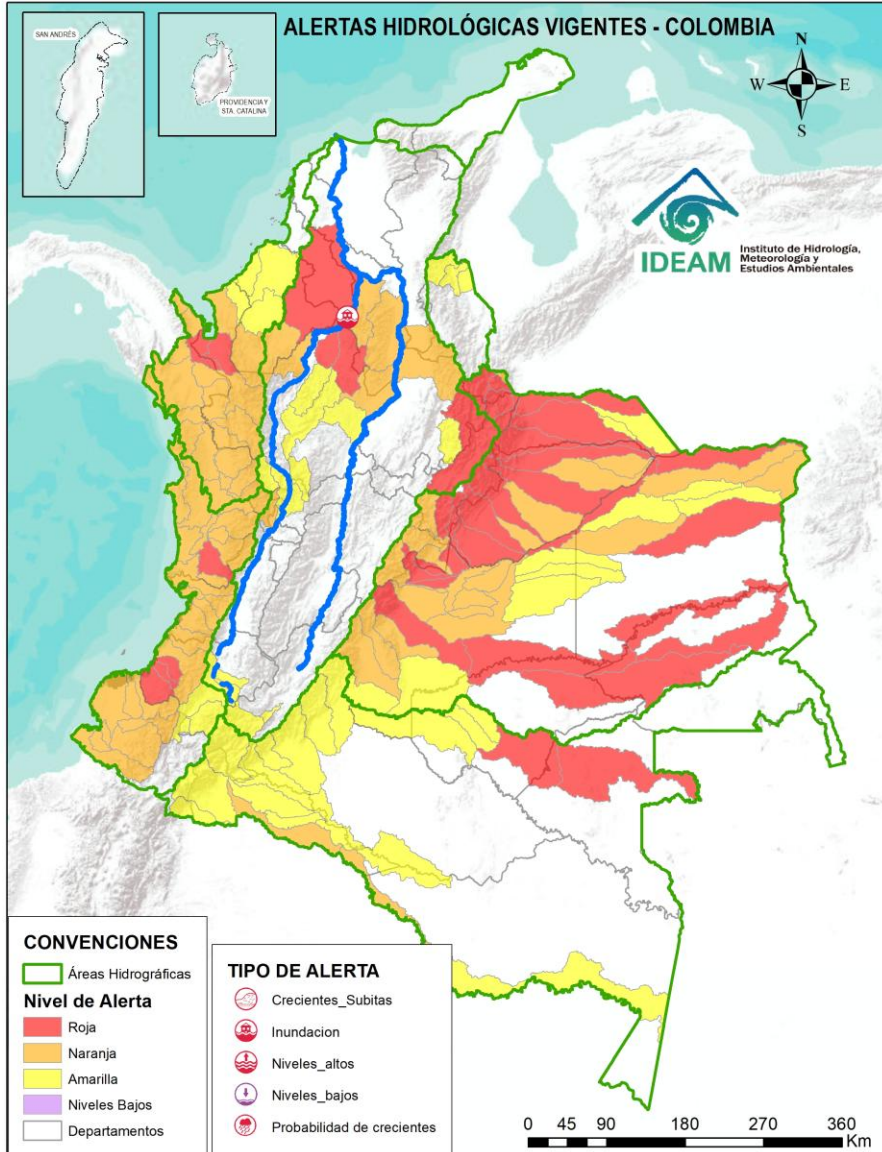 ALERTAS HIDROLÓGICAS VIGENTES - COLOMBIA
SAN ANDRÉS
PROVIDENCIA Y
STA. CATALINA
N
W
E
S
IDEAM
Instituto de Hidrología,
Meteorología y
Estudios Ambientales
CONVENCIONES
Áreas Hidrográficas
Nivel de Alerta
Roja
Naranja
Amarilla
Niveles Bajos
Departamentos
TIPO DE ALERTA
Crecientes_Subitas
Inundacion
Niveles_altos
Niveles_bajos
Probabilidad de crecientes
0 45 90 180 270 360
Km